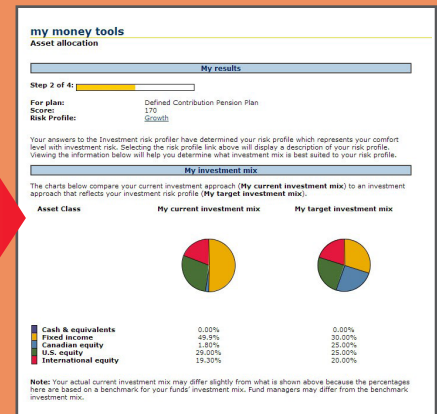 my money tools
Asset allocation
My results
Step 2 of 4:
For plan: Defined Contribution Pension Plan
Score: 170
Risk Profile: Growth
Your answers to the Investment risk profiler have determined your risk profile which represents your comfort
level with investment risk. Selecting the profile link above will display a description of your risk profile.
Viewing the information below will help you determine what investment mix is best suited to your risk profile.
My investment mix
The charts below compare your current investment approach (My current investment mix) to an investment
approach that reflects your investment risk profile (My target investment mix).
Asset Class My current investment mix My target investment mix
Cash & equivalents 0.00% 0.00%
Fixed income 49.9% 30.00%
Canadian equity 1.80% 25.00%
U.S. equity 29.00% 25.00%
International equity 19.30% 20.00%
Note: Your actual current investment mix may differ slightly from what is shown above because the percentages
here are based on a benchmark for your funds' investment mix. Fund managers may differ from the benchmark
investment mix.